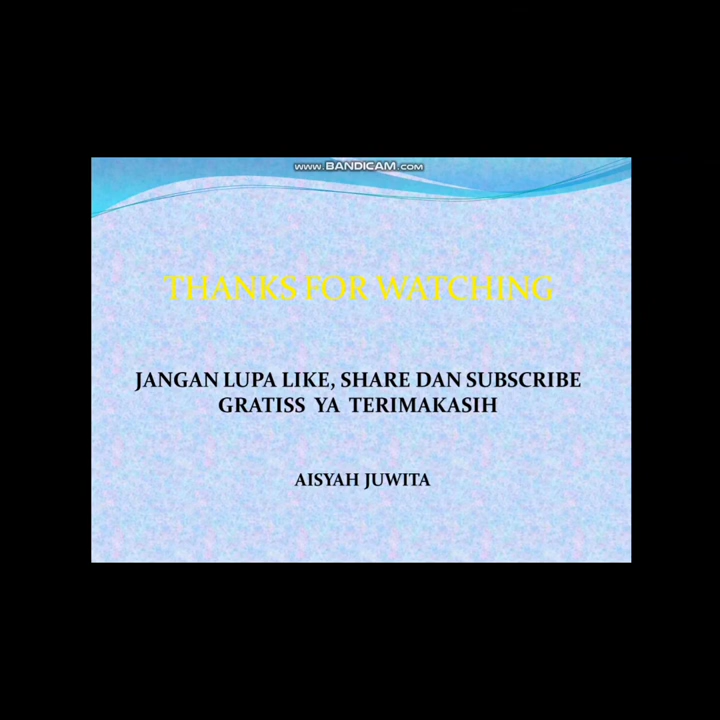 www.BANDICAM.com
THANKS FOR WATCHING
JANGAN LUPA LIKE, SHARE DAN SUBSCRIBE
GRATISS YA TERIMAKASIH
AISYAH JUWITA